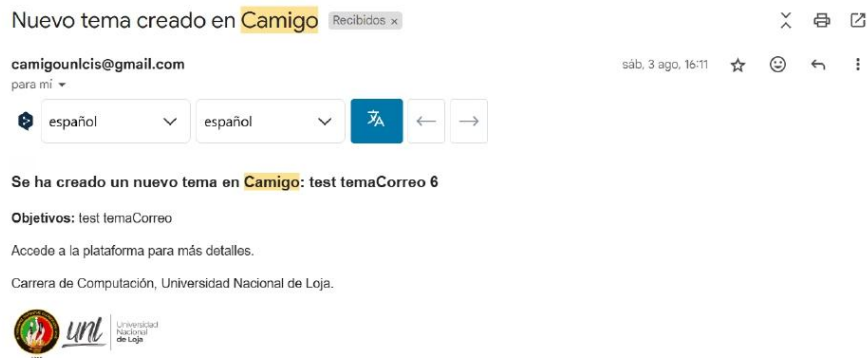 Nuevo tema creado en Camigo Recibidos ×
camigounlcis@gmail.com sáb, 3 ago, 16:11
para mí
español español
Se ha creado un nuevo tema en Camigo: test temaCorreo 6
Objetivos: test temaCorreo
Accede a la plataforma para más detalles.
Carrera de Computación, Universidad Nacional de Loja.
unl Universidad
Nacional
de Loja